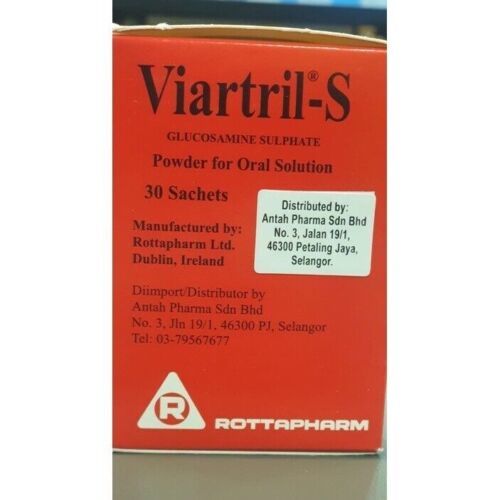 Viartril®-S
GLUCOSAMINE SULPHATE
Powder for Oral Solution
30 Sachets
Distributed by:
Antah Pharma Sdn Bhd
No. 3, Jalan 19/1,
46300 Petaling Jaya,
Selangor.
Manufactured by:
Rottapharm Ltd.
Dublin, Ireland
Diimport/Distributor by
Antah Pharma Sdn Bhd
No. 3, Jln 19/1, 46300 PJ, Selangor
Tel: 03-79567677
R
ROTTAPHARM